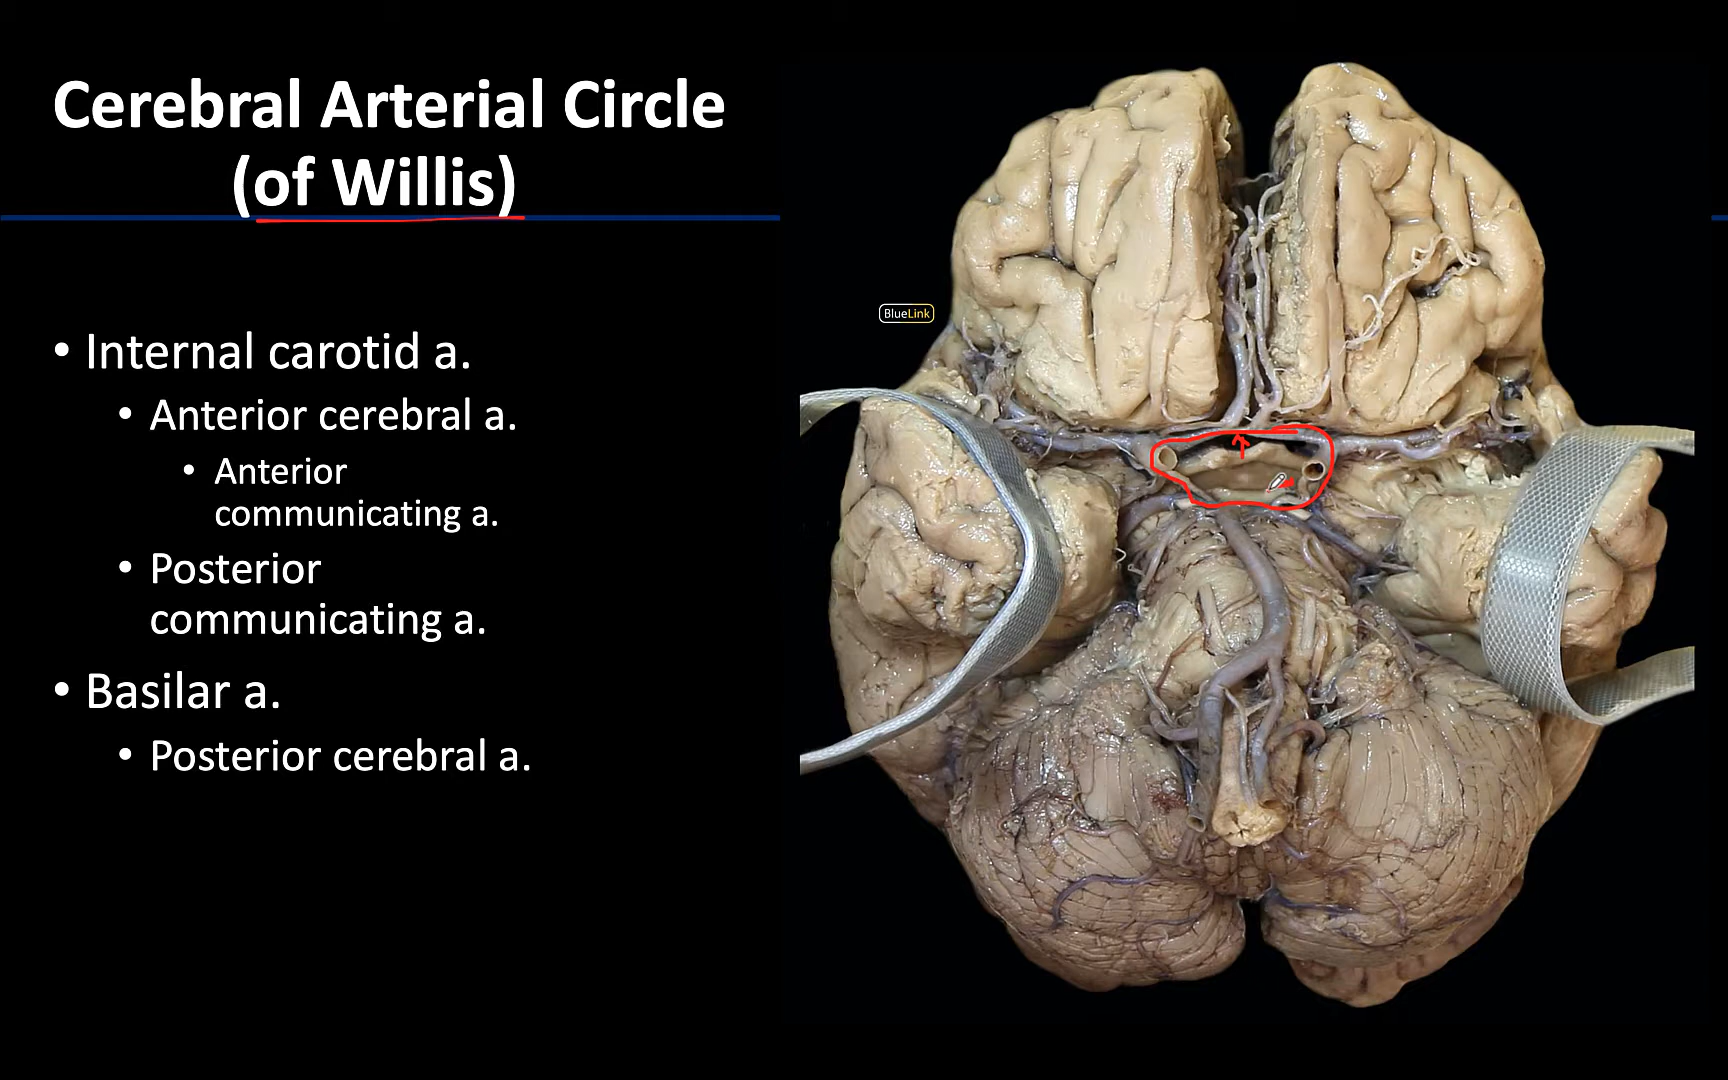 Cerebral Arterial Circle
(of Willis)
• Internal carotid a.
• Anterior cerebral a.
• Anterior
communicating a.
• Posterior
communicating a.
• Basilar a.
• Posterior cerebral a.
BlueLink